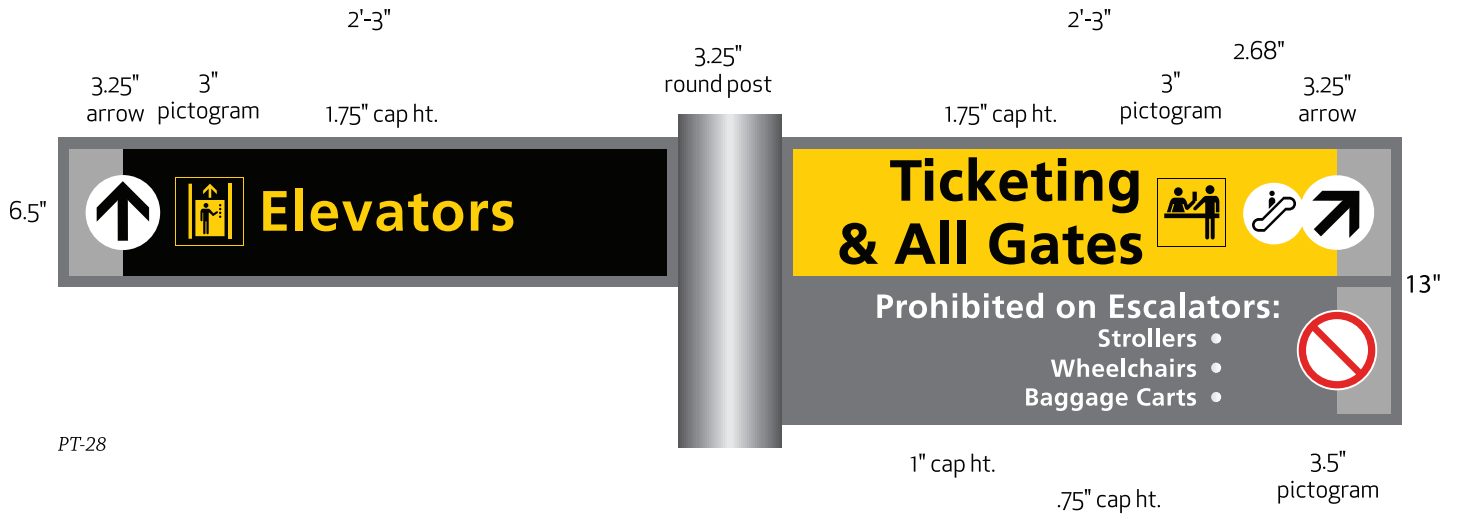 2'-3"
2'-3"
2.68"
3.25"
arrow
3"
pictogram
1.75" cap ht.
3.25"
round post
1.75" cap ht.
3"
pictogram
3.25"
arrow
6.5"
Elevators
Ticketing
& All Gates
13"
Prohibited on Escalators:
Strollers •
Wheelchairs •
Baggage Carts •
PT-28
1" cap ht.
.75" cap ht.
3.5"
pictogram